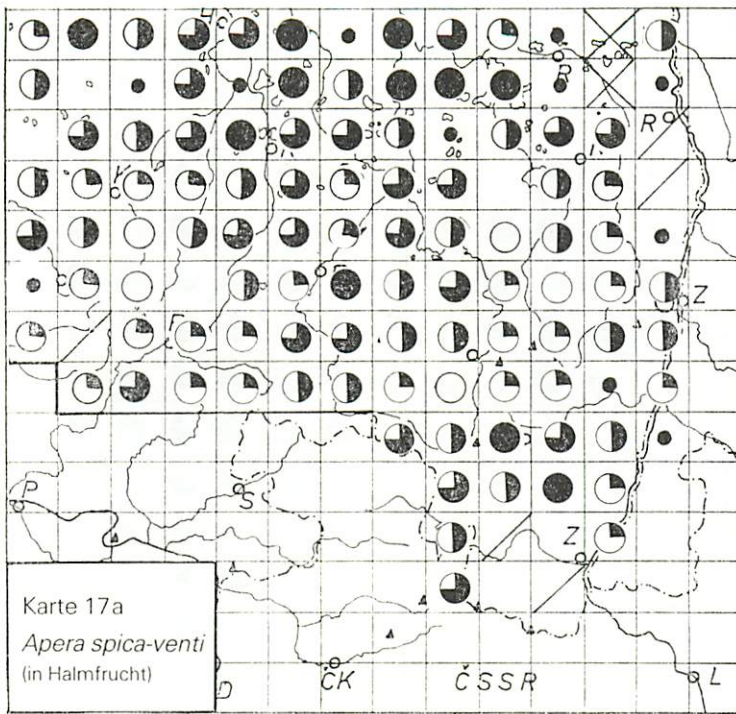 R
R
Z
P
S
Z
Karte 17a
Apera spica-venti
(in Halmfrucht)
D
ČK
ČSSR
L